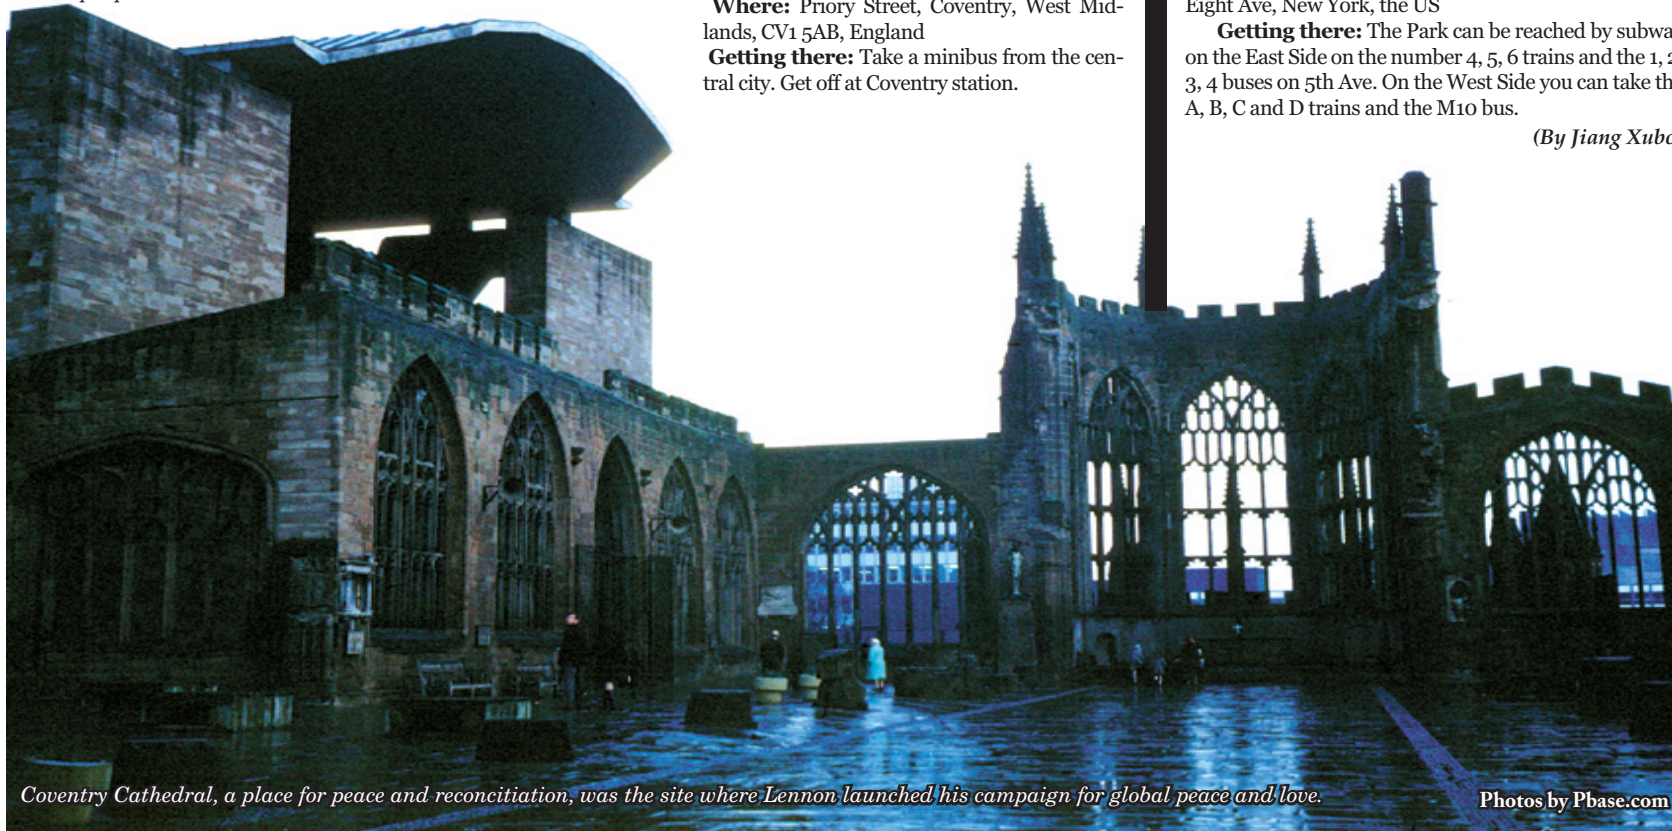 Where: Priory Street, Coventry, West Mid-
lands, CV1 5AB, England
Getting there: Take a minibus from the cen-
tral city. Get off at Coventry station.
Eight Ave, New York, the US
Getting there: The Park can be reached by
on the East Side on the number 4, 5, 6 trains and the 1,
3, 4 buses on 5th Ave. On the West Side you can take
A, B, C and D trains and the M10 bus.
(By Jiang
Coventry Cathedral, a place for peace and reconcitiation, was the site where Lennon launched his campaign for global peace and love.
Photos by Pbase.com